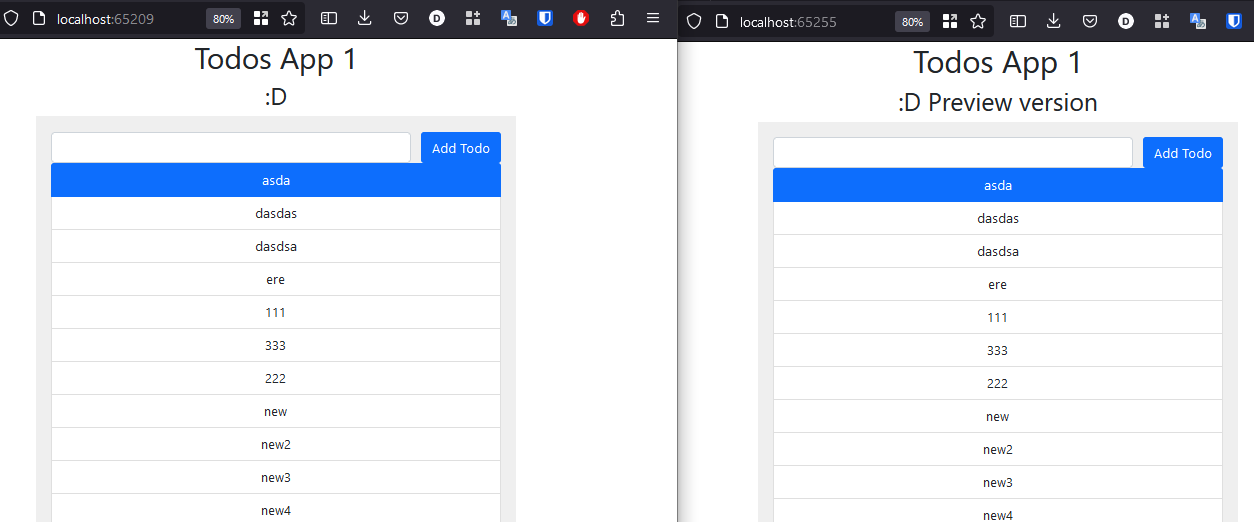 localhost:65209
80%
Todos App 1
:D
Add Todo
asda
dasdas
dasdsa
ere
111
333
222
new
new2
new3
new4
localhost:65255
80%
Todos App 1
:D Preview version
Add Todo
asda
dasdas
dasdsa
ere
111
333
222
new
new2
new3
new4